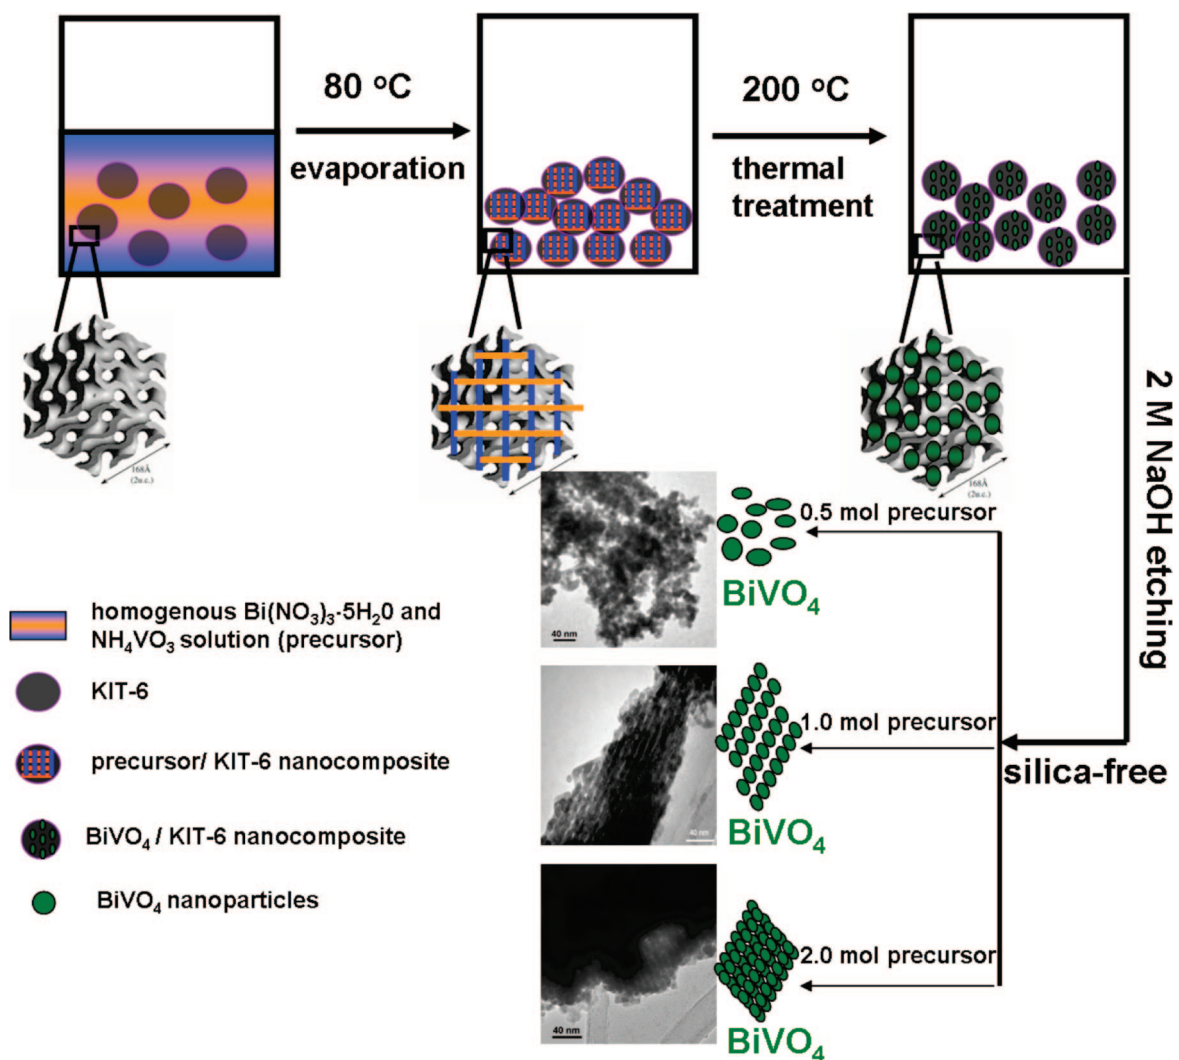 80 °C
evaporation
200 °C
thermal
treatment
168Å
(2u.c.)
168Å
(2u.c.)
2 M NaOH etching
0.5 mol precursor
BiVO₄
40 nm
homogenous Bi(NO₃)₃-5H₂0 and
NH₄VO₃ solution (precursor)
KIT-6
precursor/ KIT-6 nanocomposite
BiVO₄ / KIT-6 nanocomposite
BiVO₄ nanoparticles
1.0 mol precursor
BiVO₄
40 nm
silica-free
2.0 mol precursor
BiVO₄
40 nm